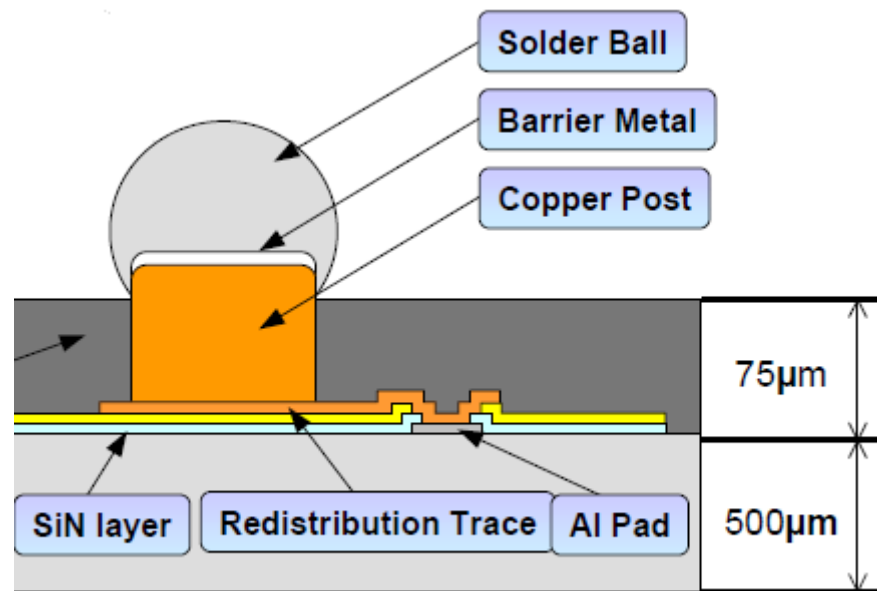 Solder Ball
Barrier Metal
Copper Post
75µm
SiN layer
Redistribution Trace
Al Pad
500µm